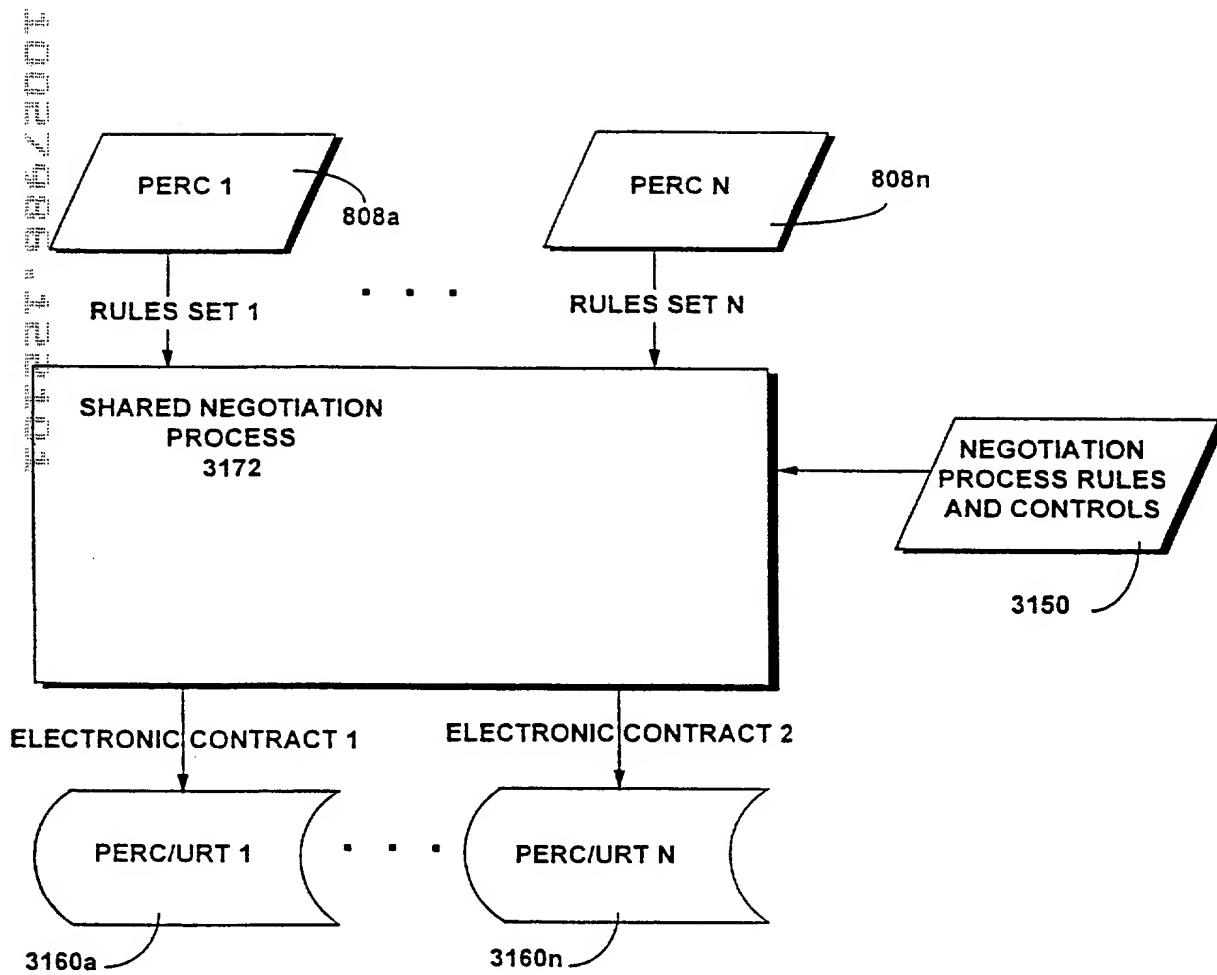 PERC 1
PERC N
808a
808n
RULES SET 1
RULES SET N
SHARED NEGOTIATION
PROCESS
3172
NEGOTIATION
PROCESS RULES
AND CONTROLS
3150
ELECTRONIC CONTRACT 1
ELECTRONIC CONTRACT 2
PERC/URT 1
PERC/URT N
3160a
3160n